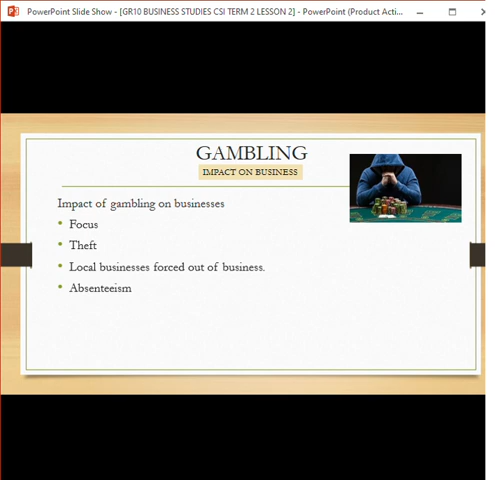 PowerPoint Slide Show - [GR10 BUSINESS STUDIES CSI TERM 2 LESSON 2] - PowerPoint (Product Acti...
GAMBLING
IMPACT ON BUSINESS
Impact of gambling on businesses
• Focus
• Theft
• Local businesses forced out of business.
• Absenteeism